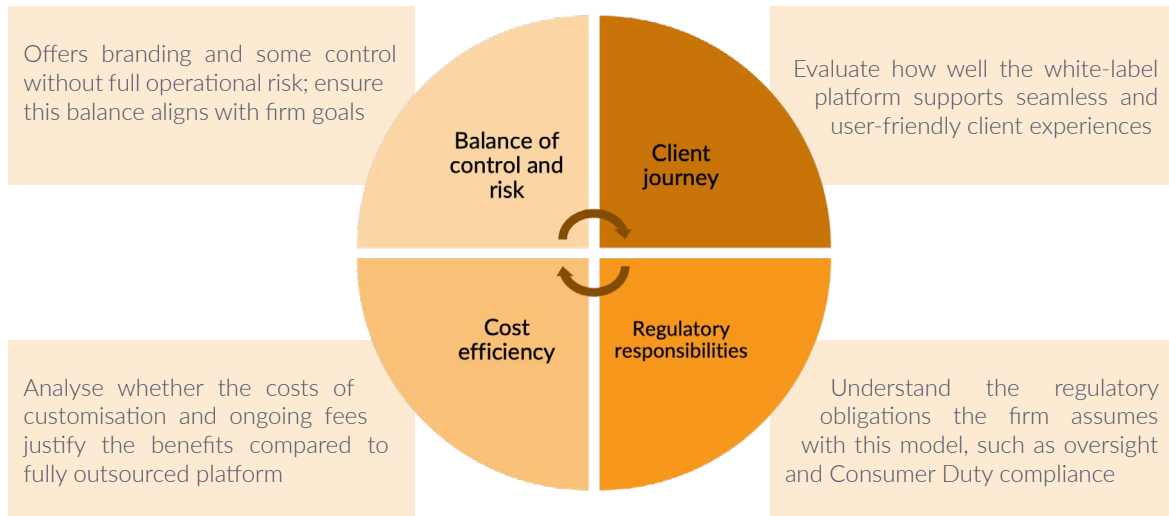 Offers branding and some control
without full operational risk; ensure
this balance aligns with firm goals
Evaluate how well the white-label
platform supports seamless and
user-friendly client experiences
Balance of
control and
risk
Client
journey
Cost
efficiency
Regulatory
responsibilities
Analyse whether the costs of
customisation and ongoing fees
justify the benefits compared to
fully outsourced platform
Understand the regulatory
obligations the firm assumes
with this model, such as oversight
and Consumer Duty compliance